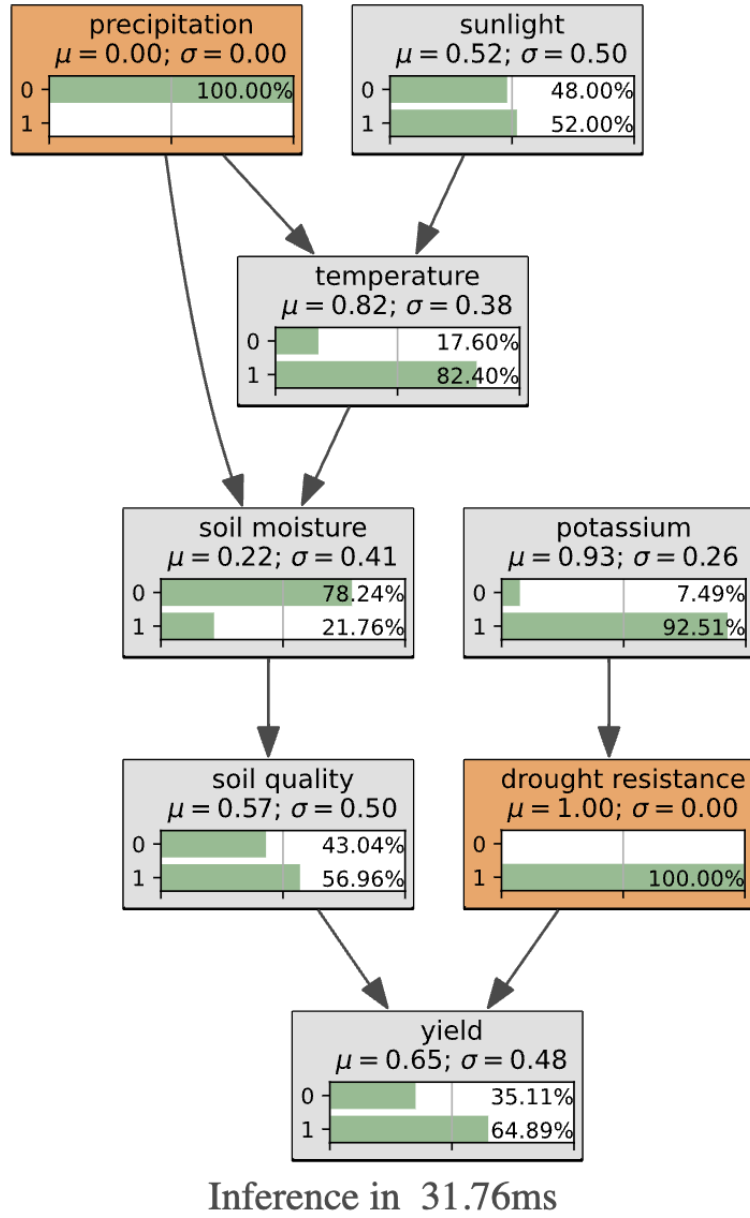 precipitation
μ = 0.00; σ = 0.00
0 100.00%
1
sunlight
μ = 0.52; σ = 0.50
0 48.00%
1 52.00%
temperature
μ = 0.82; σ = 0.38
0 17.60%
1 82.40%
soil moisture
μ = 0.22; σ = 0.41
0 78.24%
1 21.76%
potassium
μ = 0.93; σ = 0.26
0 7.49%
1 92.51%
soil quality
μ = 0.57; σ = 0.50
0 43.04%
1 56.96%
drought resistance
μ = 1.00; σ = 0.00
0
1 100.00%
yield
μ = 0.65; σ = 0.48
0 35.11%
1 64.89%
Inference in 31.76ms